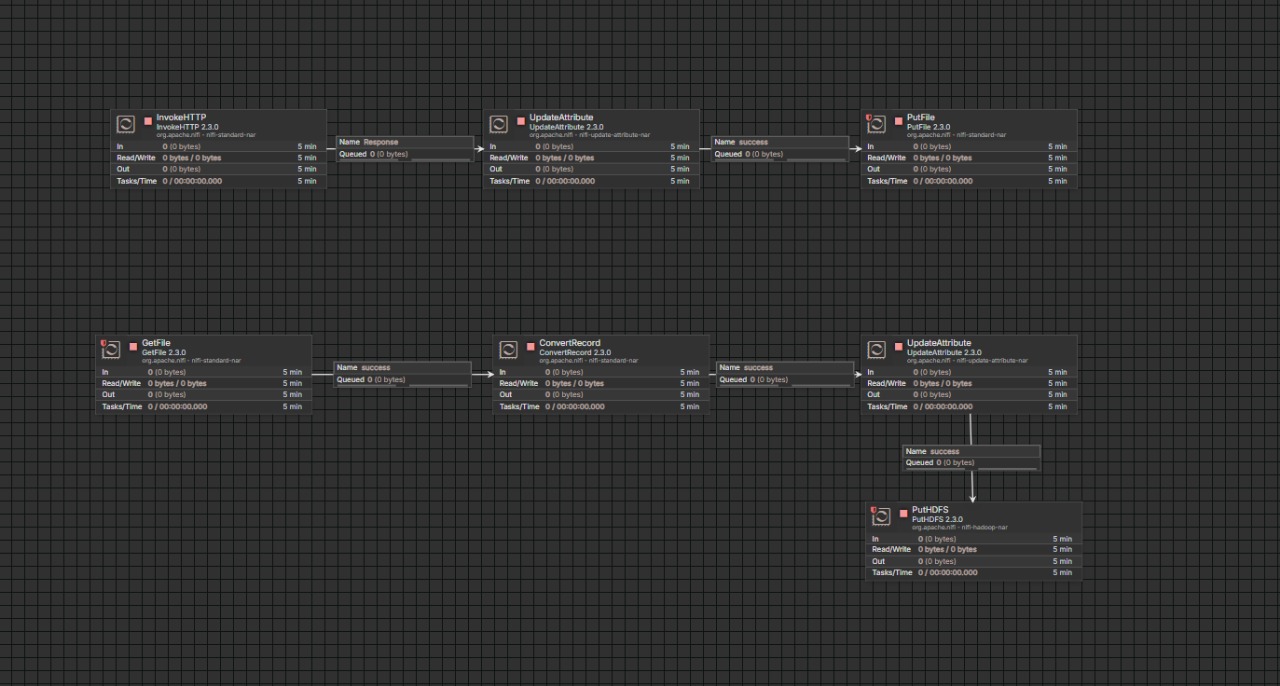 InvokeHTTP
InvokeHTTP 2.3.0
org.apache.nifi - nifi-standard-nar
In 0 (0 bytes) 5 min
Read/Write 0 bytes / 0 bytes 5 min
Out 0 (0 bytes) 5 min
Tasks/Time 0 / 00:00:00.000 5 min
Name Response
Queued 0 (0 bytes)
UpdateAttribute
UpdateAttribute 2.3.0
org.apache.nifi - nifi-update-attribute-nar
In 0 (0 bytes) 5 min
Read/Write 0 bytes / 0 bytes 5 min
Out 0 (0 bytes) 5 min
Tasks/Time 0 / 00:00:00.000 5 min
Name success
Queued 0 (0 bytes)
PutFile
PutFile 2.3.0
org.apache.nifi - nifi-standard-nar
In 0 (0 bytes) 5 min
Read/Write 0 bytes / 0 bytes 5 min
Out 0 (0 bytes) 5 min
Tasks/Time 0 / 00:00:00.000 5 min
GetFile
GetFile 2.3.0
org.apache.nifi - nifi-standard-nar
In 0 (0 bytes) 5 min
Read/Write 0 bytes / 0 bytes 5 min
Out 0 (0 bytes) 5 min
Tasks/Time 0 / 00:00:00.000 5 min
Name success
Queued 0 (0 bytes)
ConvertRecord
ConvertRecord 2.3.0
org.apache.nifi - nifi-standard-nar
In 0 (0 bytes) 5 min
Read/Write 0 bytes / 0 bytes 5 min
Out 0 (0 bytes) 5 min
Tasks/Time 0 / 00:00:00.000 5 min
Name success
Queued 0 (0 bytes)
UpdateAttribute
UpdateAttribute 2.3.0
org.apache.nifi - nifi-update-attribute-nar
In 0 (0 bytes) 5 min
Read/Write 0 bytes / 0 bytes 5 min
Out 0 (0 bytes) 5 min
Tasks/Time 0 / 00:00:00.000 5 min
Name success
Queued 0 (0 bytes)
PutHDFS
PutHDFS 2.3.0
org.apache.nifi - nifi-hadoop-nar
In 0 (0 bytes) 5 min
Read/Write 0 bytes / 0 bytes 5 min
Out 0 (0 bytes) 5 min
Tasks/Time 0 / 00:00:00.000 5 min